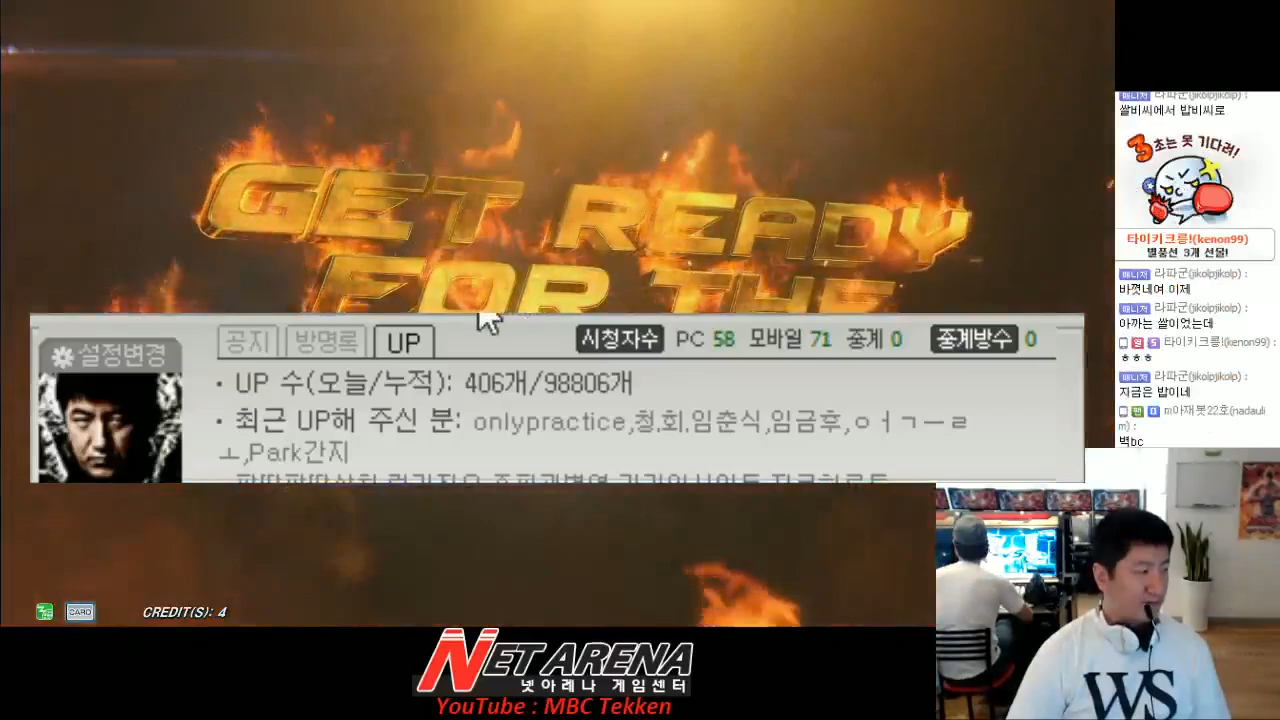 GET READY
FOR THE
설정변경
공지 방명록 UP
시청자수 PC 58 모바일 71 중계 0 중계방수 0
· UP 수(오늘/누적): 406개/98806개
· 최근 UP해 주신 분: onlypractice,청.회.임춘식,임금후,ㅇㅓㄱㅡㄹ
ㅗ,Park간지
CREDIT(S): 4
CARD
NET ARENA
넷아레나 게임센터
YouTube : MBC Tekken
매니저 라파군(jikolpjikolp) :
쌀비씨에서 밥비씨로
3초는 못 기다려!
타이키크릉!(kenon99)
별풍선 3개 선물!
매니저 라파군(jikolpjikolp) :
바꼇네여 이제
매니저 라파군(jikolpjikolp) :
아까는 쌀이었는데
타이키크릉!(kenon99) :
ㅎㅎㅎ
매니저 라파군(jikolpjikolp) :
지금은 밥이네
m아재봇22호(nadauli
m) :
벅bc
WS